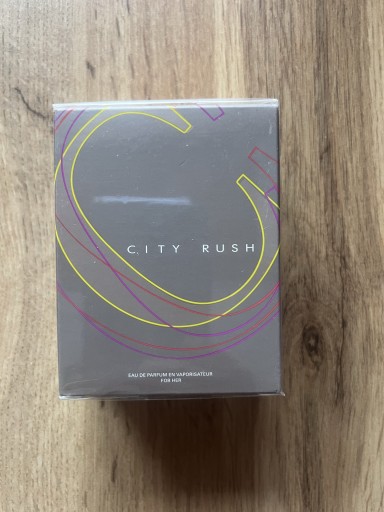 CITY RUSH
EAU DE PARFUM EN VAPORISATEUR
FOR HER